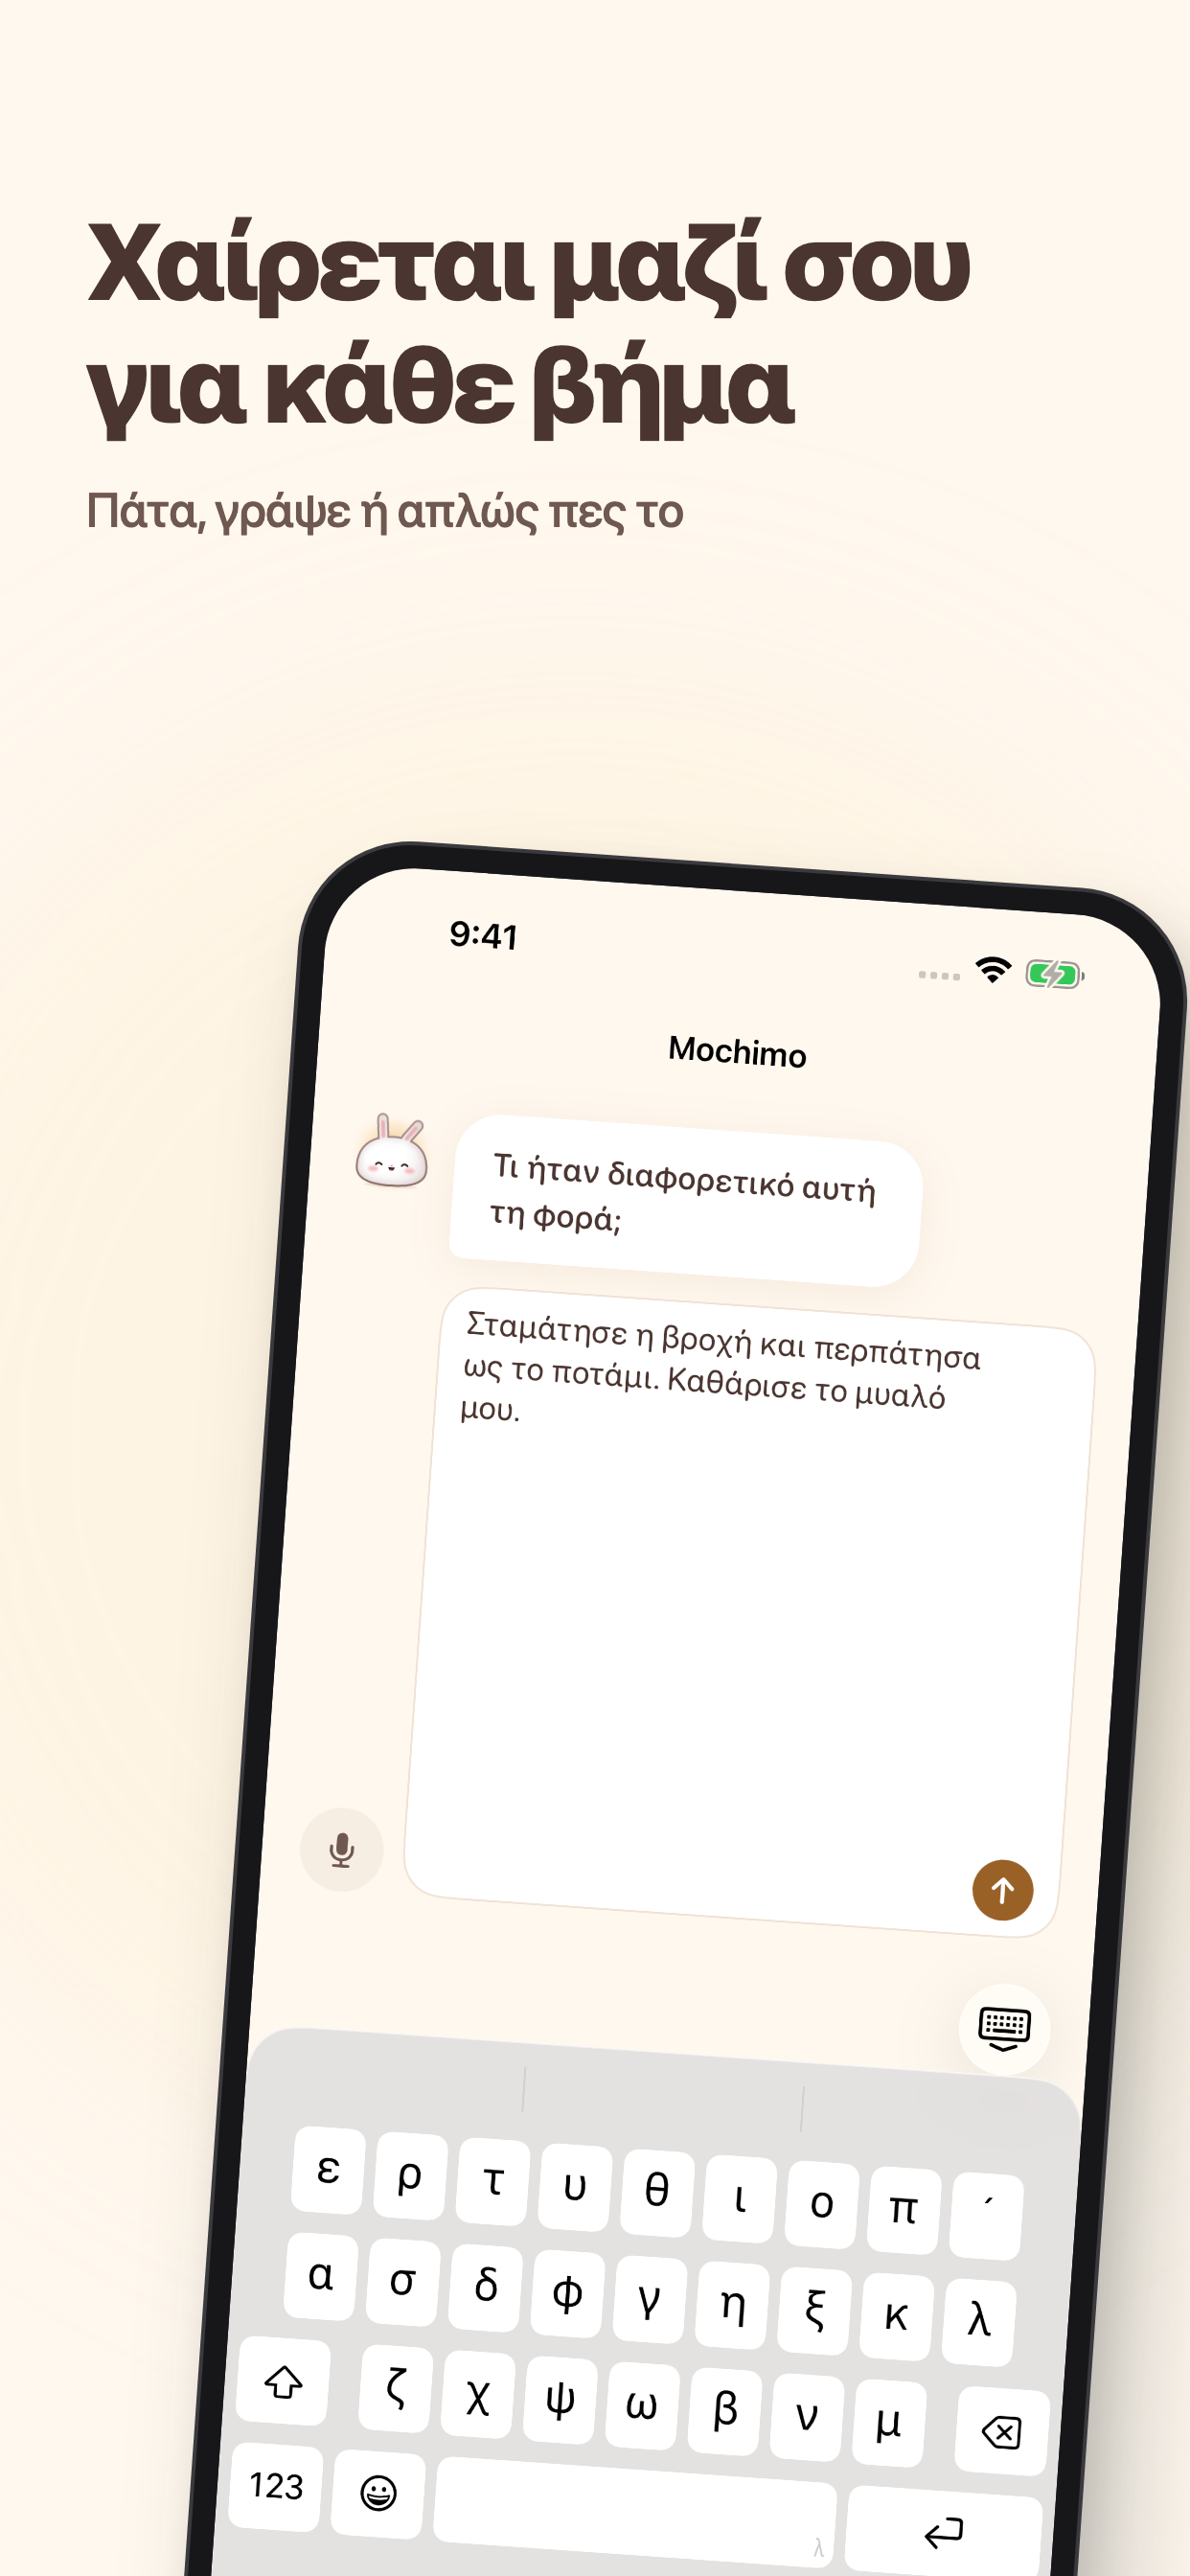 Χαίρεται μαζί σου
για κάθε βήμα
Πάτα, γράψε ή απλώς πες το
9:41
Mochimo
Τι ήταν διαφορετικό αυτή
τη φορά;
Σταμάτησε η βροχή και περπάτησα
ως το ποτάμι. Καθάρισε το μυαλό
μου.
ε ρ τ υ θ ι ο π ´
α σ δ φ γ η ξ κ λ
ζ χ ψ ω β ν μ
123
λ